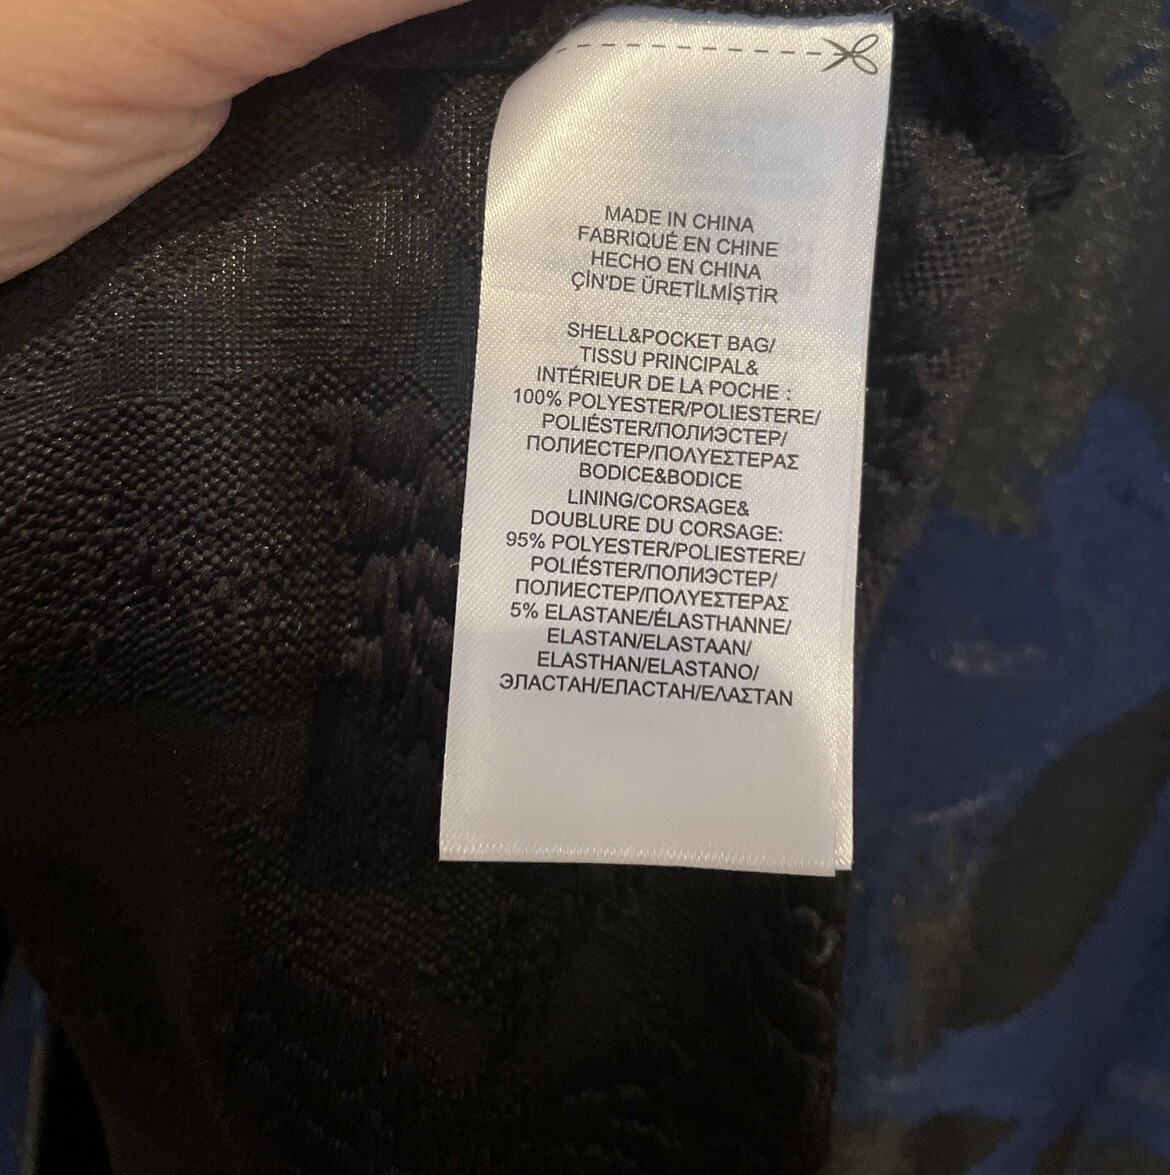 MADE IN CHINA
FABRIQUÉ EN CHINE
HECHO EN CHINA
ÇİN'DE ÜRETİLMİŞTİR
SHELL&POCKET BAG/
TISSU PRINCIPAL&
INTÉRIEUR DE LA POCHE :
100% POLYESTER/POLIESTERE/
POLIÉSTER/ПОЛИЭСТЕР/
ПОЛИЕСТЕР/ΠΟΛΥΕΣΤΕΡΑΣ
BODICE&BODICE
LINING/CORSAGE&
DOUBLURE DU CORSAGE:
95% POLYESTER/POLIESTERE/
POLIÉSTER/ПОЛИЭСТЕР/
ПОЛИЕСТЕР/ΠΟΛΥΕΣΤΕΡΑΣ
5% ELASTANE/ÉLASTHANNE/
ELASTAN/ELASTAAN/
ELASTHAN/ELASTANO/
ЭЛАСТАН/ЕЛАСТАН/ΕΛΑΣΤΑΝ